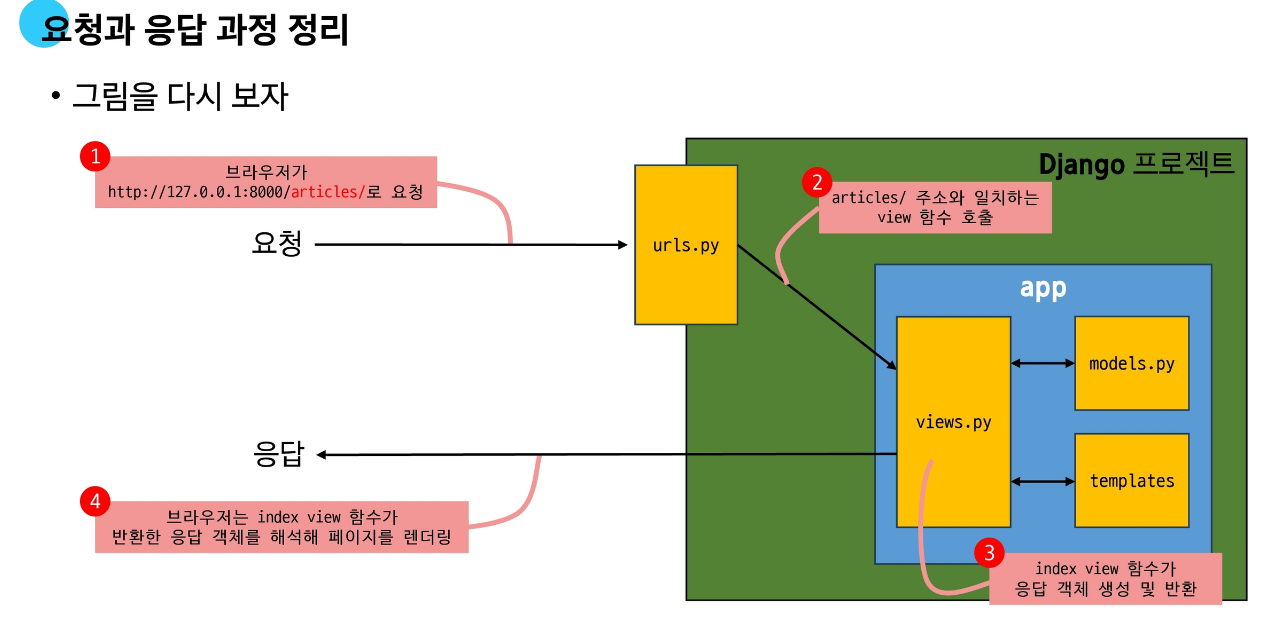 요청과 응답 과정 정리
• 그림을 다시 보자
1
브라우저가
http://127.0.0.1:8000/articles/로 요청
요청
urls.py
Django 프로젝트
2
articles/ 주소와 일치하는
view 함수 호출
app
views.py
models.py
templates
응답
3
index view 함수가
응답 객체 생성 및 반환
4
브라우저는 index view 함수가
반환한 응답 객체를 해석해 페이지를 렌더링